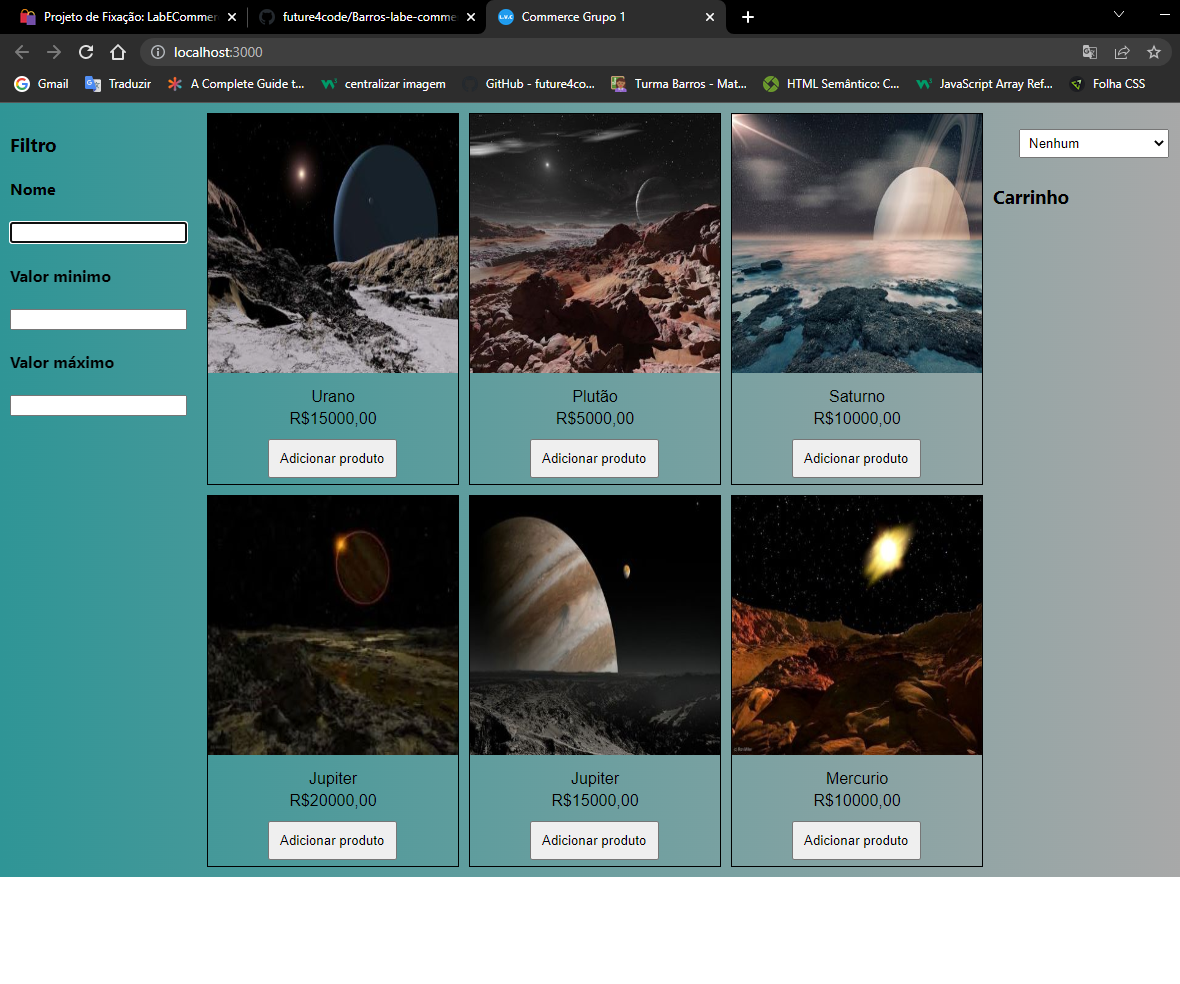 Projeto de Fixação: LabECommer
future4code/Barros-labe-comme
L.V.C
Commerce Grupo 1
localhost:3000
Gmail
Traduzir
A Complete Guide t...
centralizar imagem
GitHub - future4co...
Turma Barros - Mat...
HTML Semântico: C...
JavaScript Array Ref...
Folha CSS
Filtro
Nome
Valor minimo
Valor máximo
Urano
R$15000,00
Adicionar produto
Plutão
R$5000,00
Adicionar produto
Saturno
R$10000,00
Adicionar produto
Jupiter
R$20000,00
Adicionar produto
Jupiter
R$15000,00
Adicionar produto
Mercurio
R$10000,00
Adicionar produto
Nenhum
Carrinho